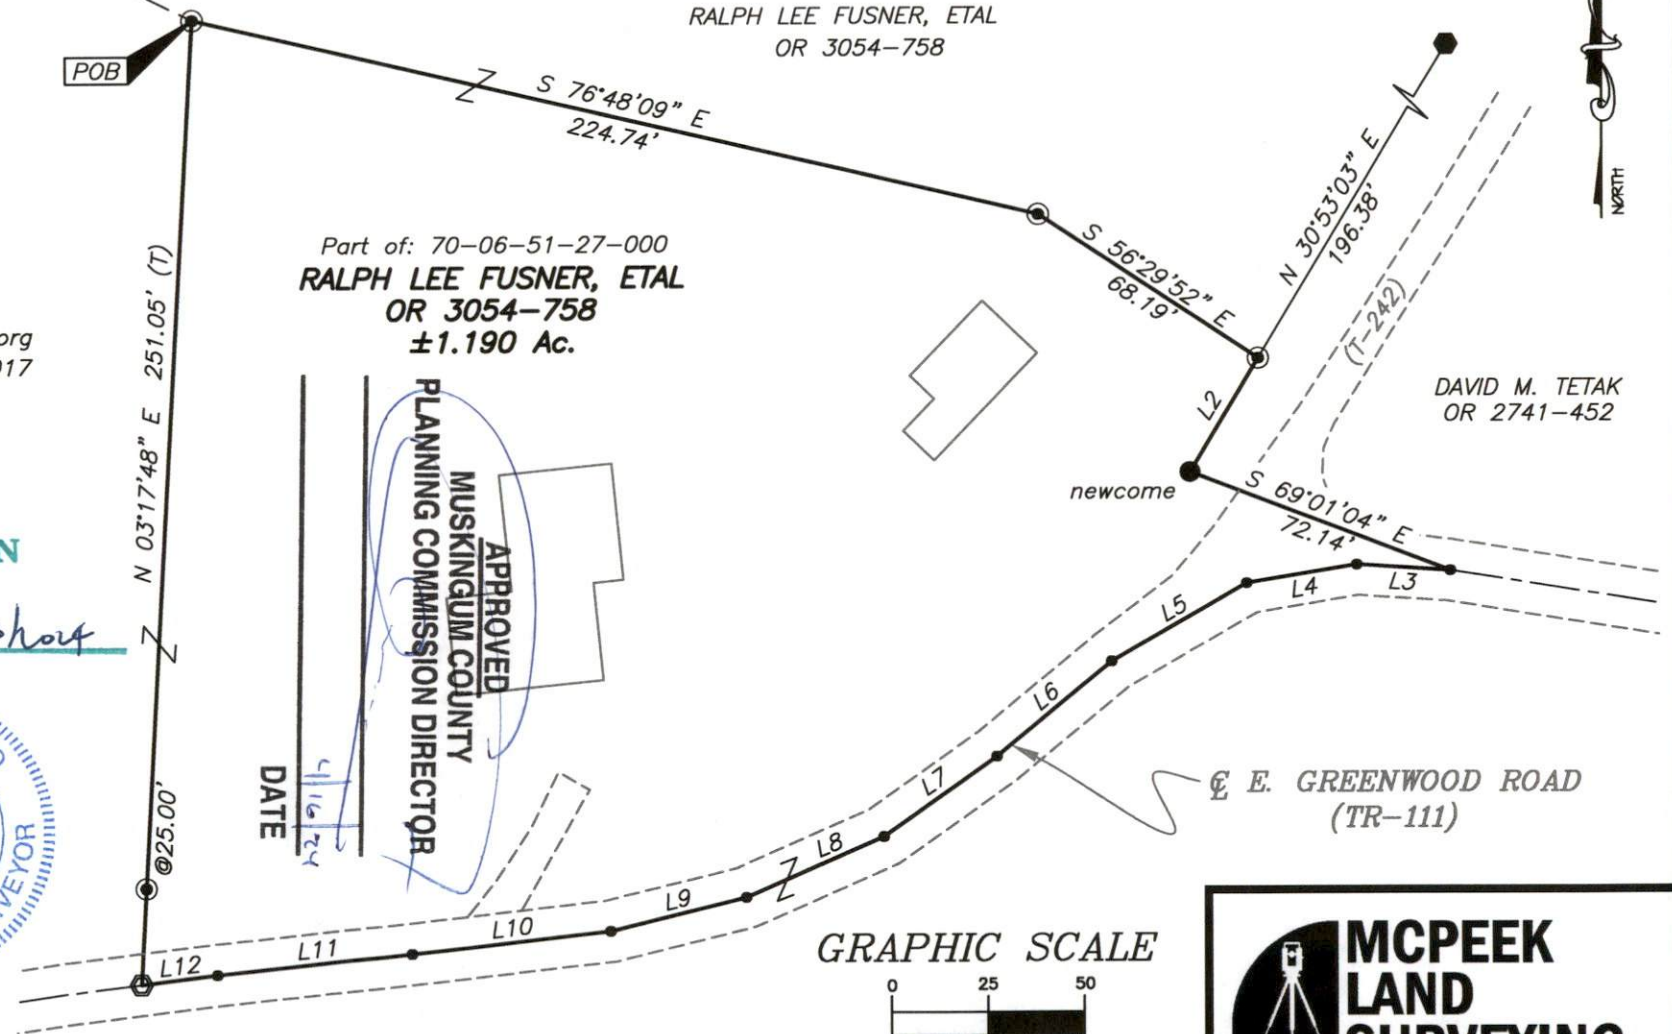 RALPH LEE FUSNER, ETAL
OR 3054-758
POB
S 76°48'09" E
224.74'
NORTH
N 30°53'03" E
196.38'
S 56°29'52" E
68.19'
(T-242)
Part of: 70-06-51-27-000
RALPH LEE FUSNER, ETAL
OR 3054-758
±1.190 Ac.
N 03°17'48" E 251.05' (T)
org
017
DAVID M. TETAK
OR 2741-452
L2
newcome
S 69°01'04" E
72.14'
APPROVED
MUSKINGUM COUNTY
PLANNING COMMISSION DIRECTOR
DATE
N
L3
L4
L5
L6
L7
L8
L9
L10
L11
L12
@25.00'
VEYOR
℄ E. GREENWOOD ROAD
(TR-111)
GRAPHIC SCALE
0 25 50
MCPEEK
LAND
SURVEYING